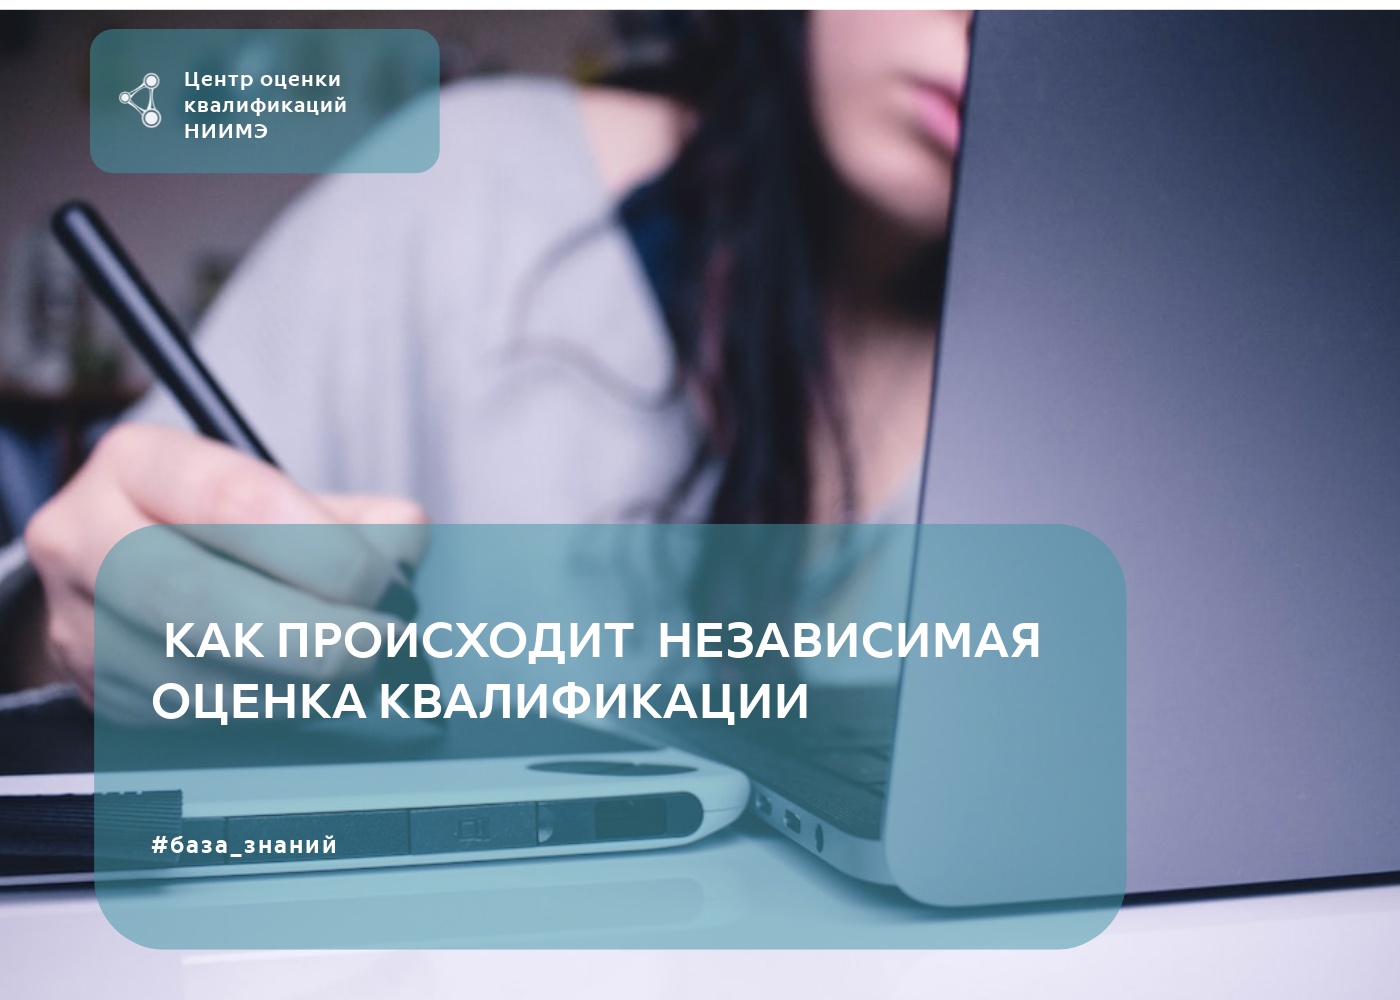 Центр оценки
квалификаций
НИИМЭ
КАК ПРОИСХОДИТ НЕЗАВИСИМАЯ
ОЦЕНКА КВАЛИФИКАЦИИ
#база_знаний